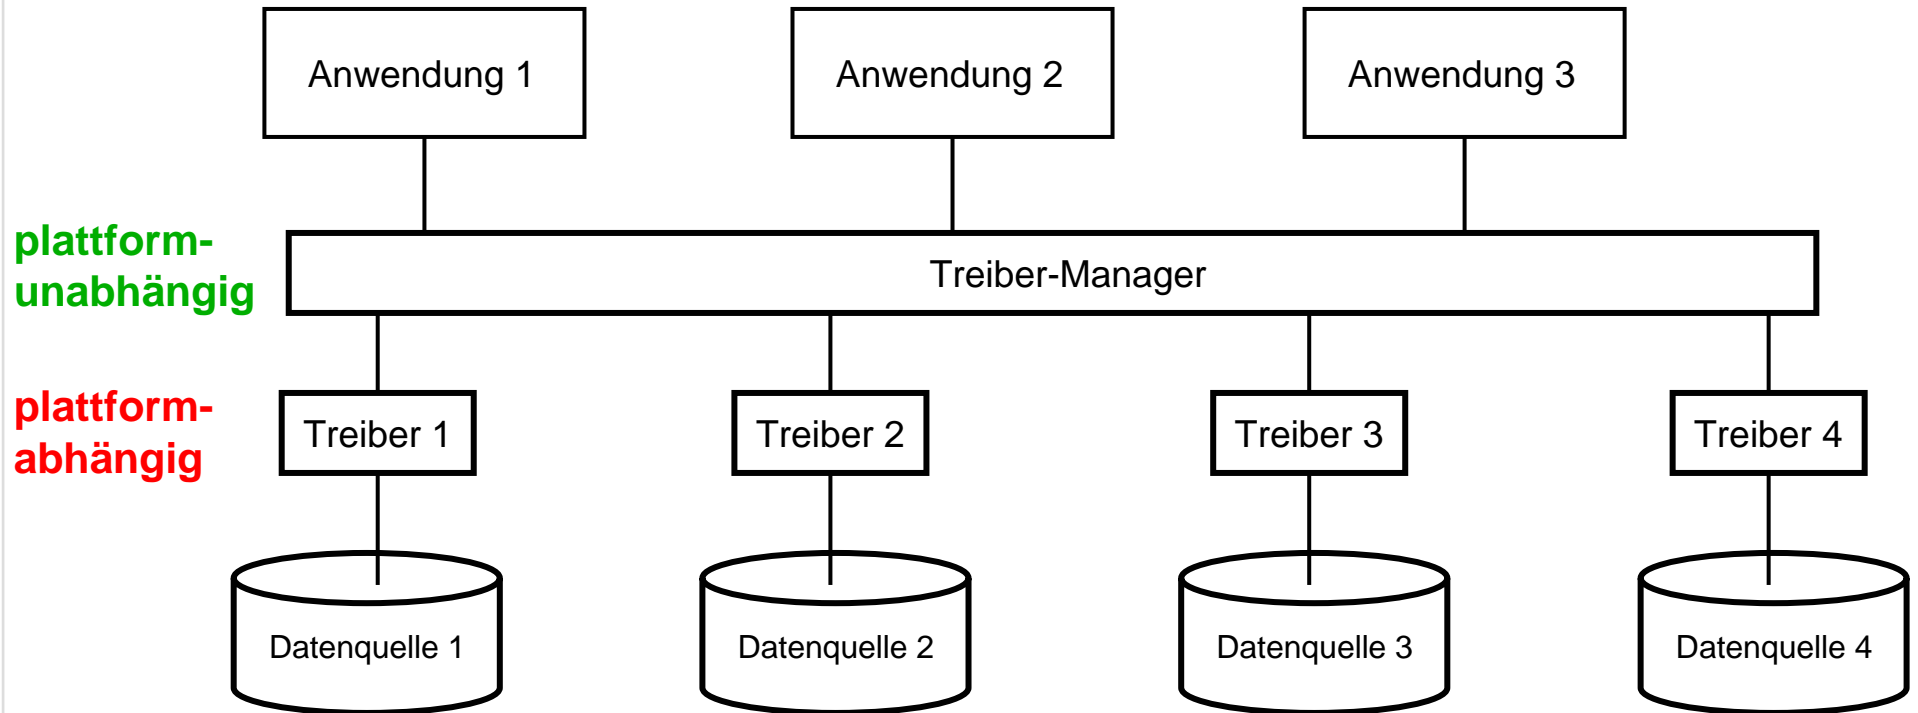 Anwendung 1
Anwendung 2
Anwendung 3
plattform-
unabhängig
Treiber-Manager
plattform-
abhängig
Treiber 1
Treiber 2
Treiber 3
Treiber 4
Datenquelle 1
Datenquelle 2
Datenquelle 3
Datenquelle 4